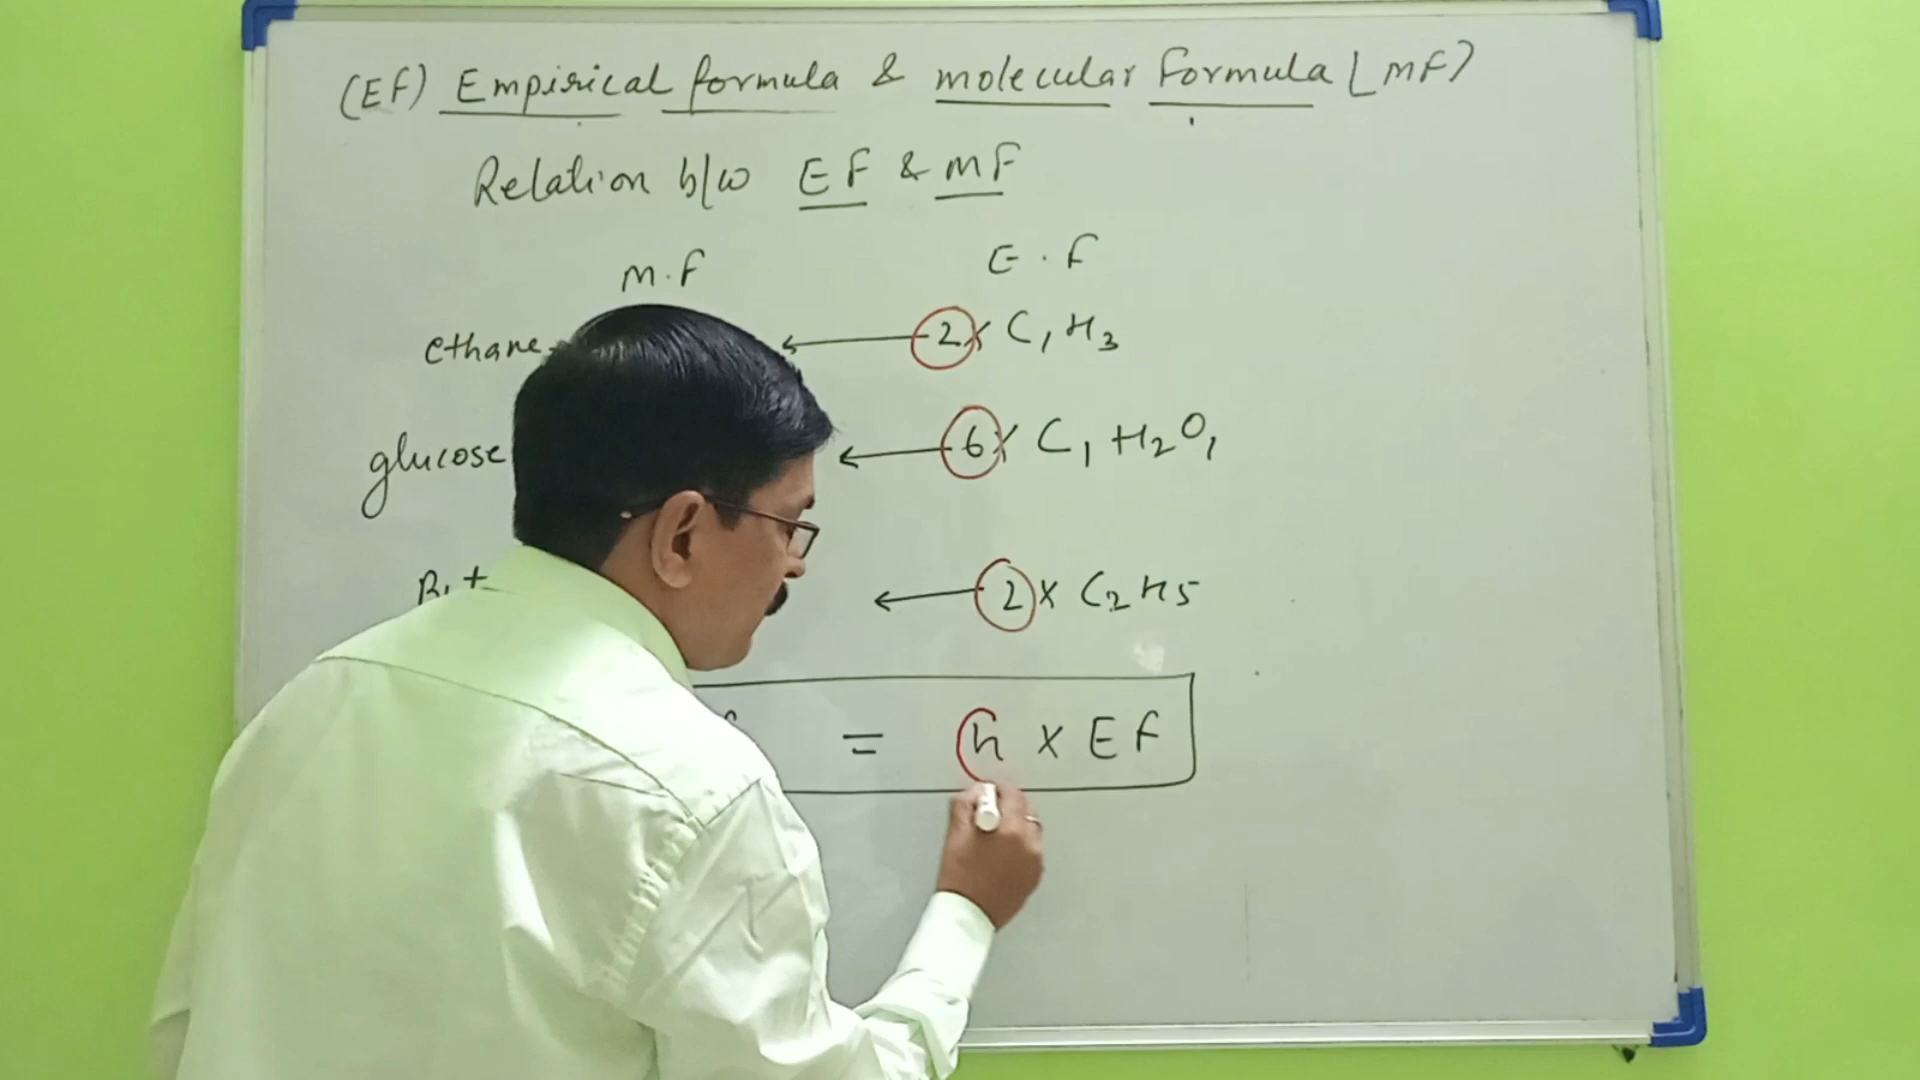 (EF) Empirical formula & molecular Formula (MF)
Relation b/w EF & MF
M.F E.F
ethane ← 2 x C1H3
glucose ← 6 x C1H2O1
← 2 x C2H5
= n x EF